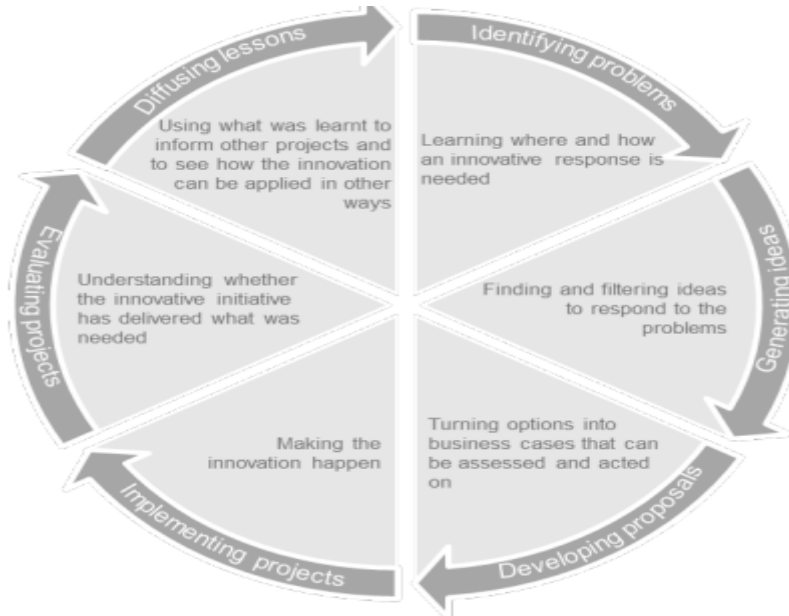 Identifying problems
Learning where and how
an innovative response is
needed
Generating ideas
Finding and filtering ideas
to respond to the
problems
Developing proposals
Turning options into
business cases that can
be assessed and acted
on
Implementing projects
Making the
innovation happen
Evaluating projects
Understanding whether
the innovative initiative
has delivered what was
needed
Diffusing lessons
Using what was learnt to
inform other projects and
to see how the innovation
can be applied in other
ways